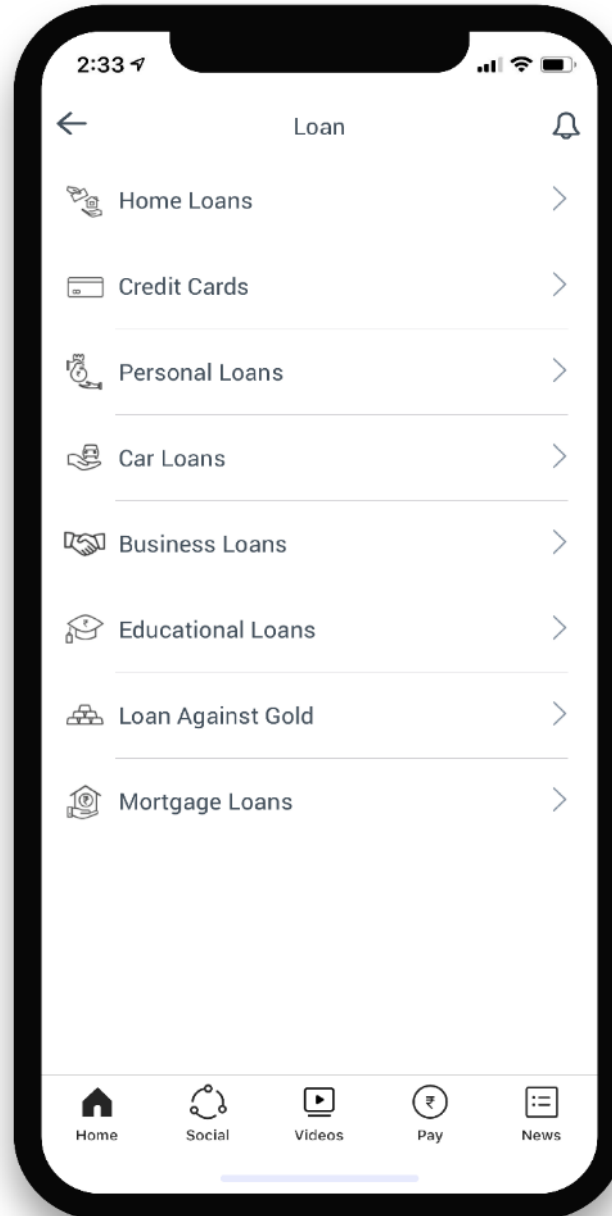 2:33
Loan
Home Loans
Credit Cards
Personal Loans
Car Loans
Business Loans
Educational Loans
Loan Against Gold
Mortgage Loans
Home Social Videos Pay News